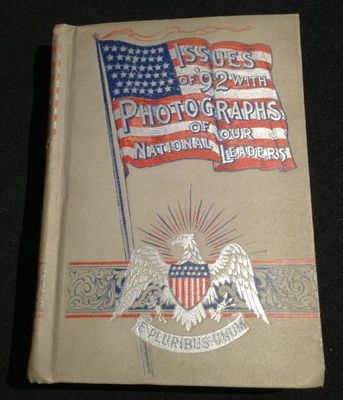 ISSUES
OF '92 WITH
PHOTOGRAPHS
OF OUR
NATIONAL LEADERS
E PLURIBUS UNUM